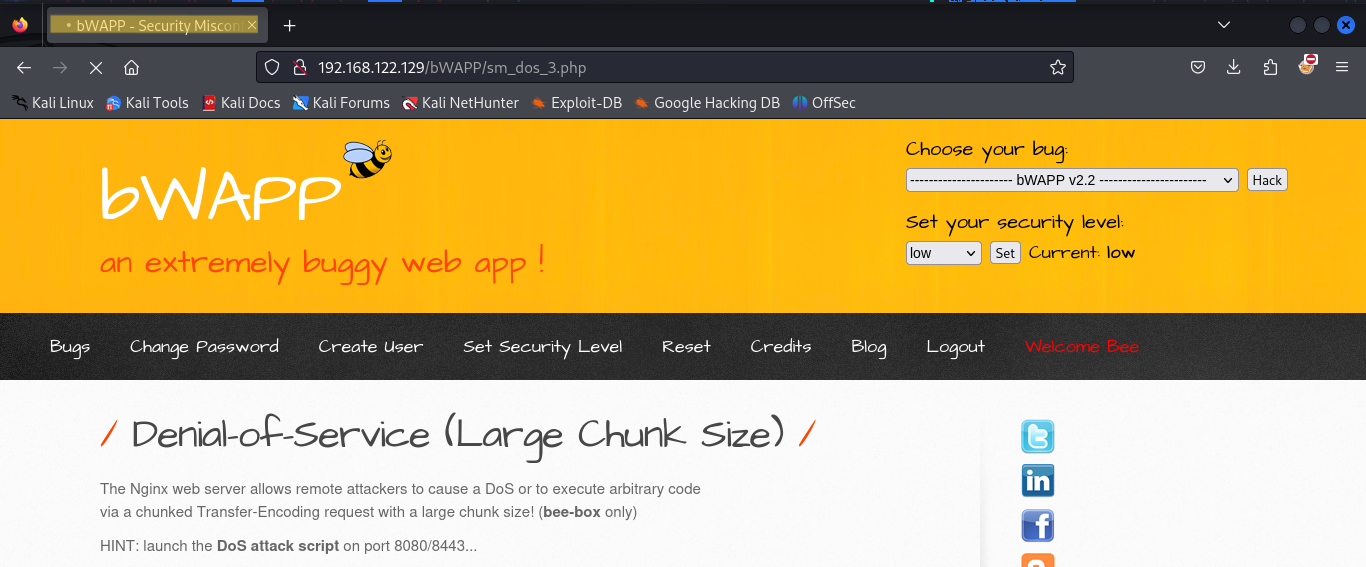 bWAPP - Security Miscon
192.168.122.129/bWAPP/sm_dos_3.php
Kali Linux Kali Tools Kali Docs Kali Forums Kali NetHunter Exploit-DB Google Hacking DB OffSec
bWAPP
an extremely buggy web app !
Choose your bug:
--------------------- bWAPP v2.2 ---------------------- Hack
Set your security level:
low Set Current: low
Bugs Change Password Create User Set Security Level Reset Credits Blog Logout Welcome Bee
/ Denial-of-Service (Large Chunk Size) /
The Nginx web server allows remote attackers to cause a DoS or to execute arbitrary code
via a chunked Transfer-Encoding request with a large chunk size! (bee-box only)
HINT: launch the DoS attack script on port 8080/8443...